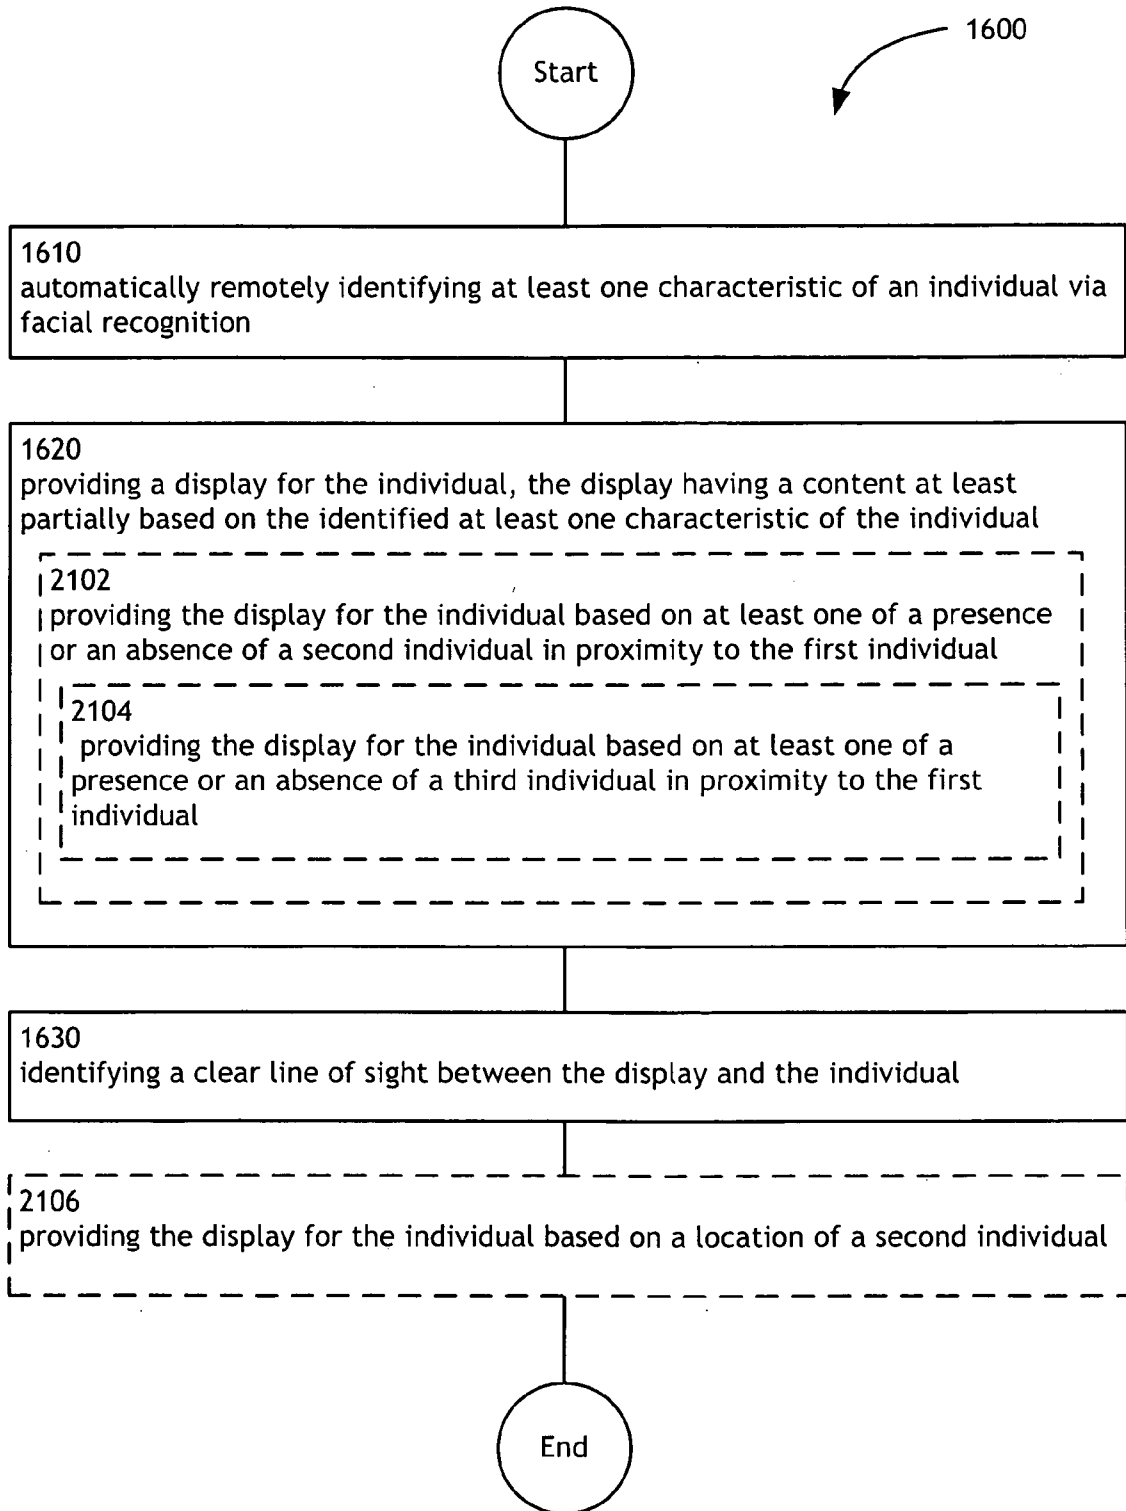 1600
Start
1610
automatically remotely identifying at least one characteristic of an individual via
facial recognition
1620
providing a display for the individual, the display having a content at least
partially based on the identified at least one characteristic of the individual
2102
providing the display for the individual based on at least one of a presence
or an absence of a second individual in proximity to the first individual
2104
providing the display for the individual based on at least one of a
presence or an absence of a third individual in proximity to the first
individual
1630
identifying a clear line of sight between the display and the individual
2106
providing the display for the individual based on a location of a second individual
End